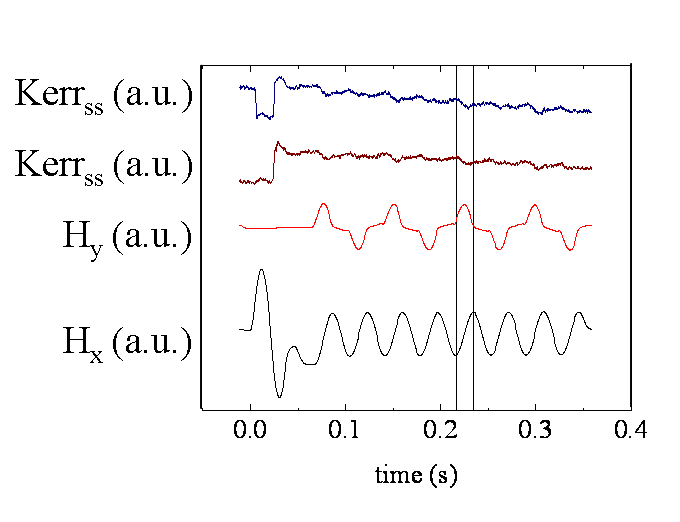 Kerrss (a.u.)
Kerrss (a.u.)
Hy (a.u.)
Hx (a.u.)
0.0 0.1 0.2 0.3 0.4
time (s)